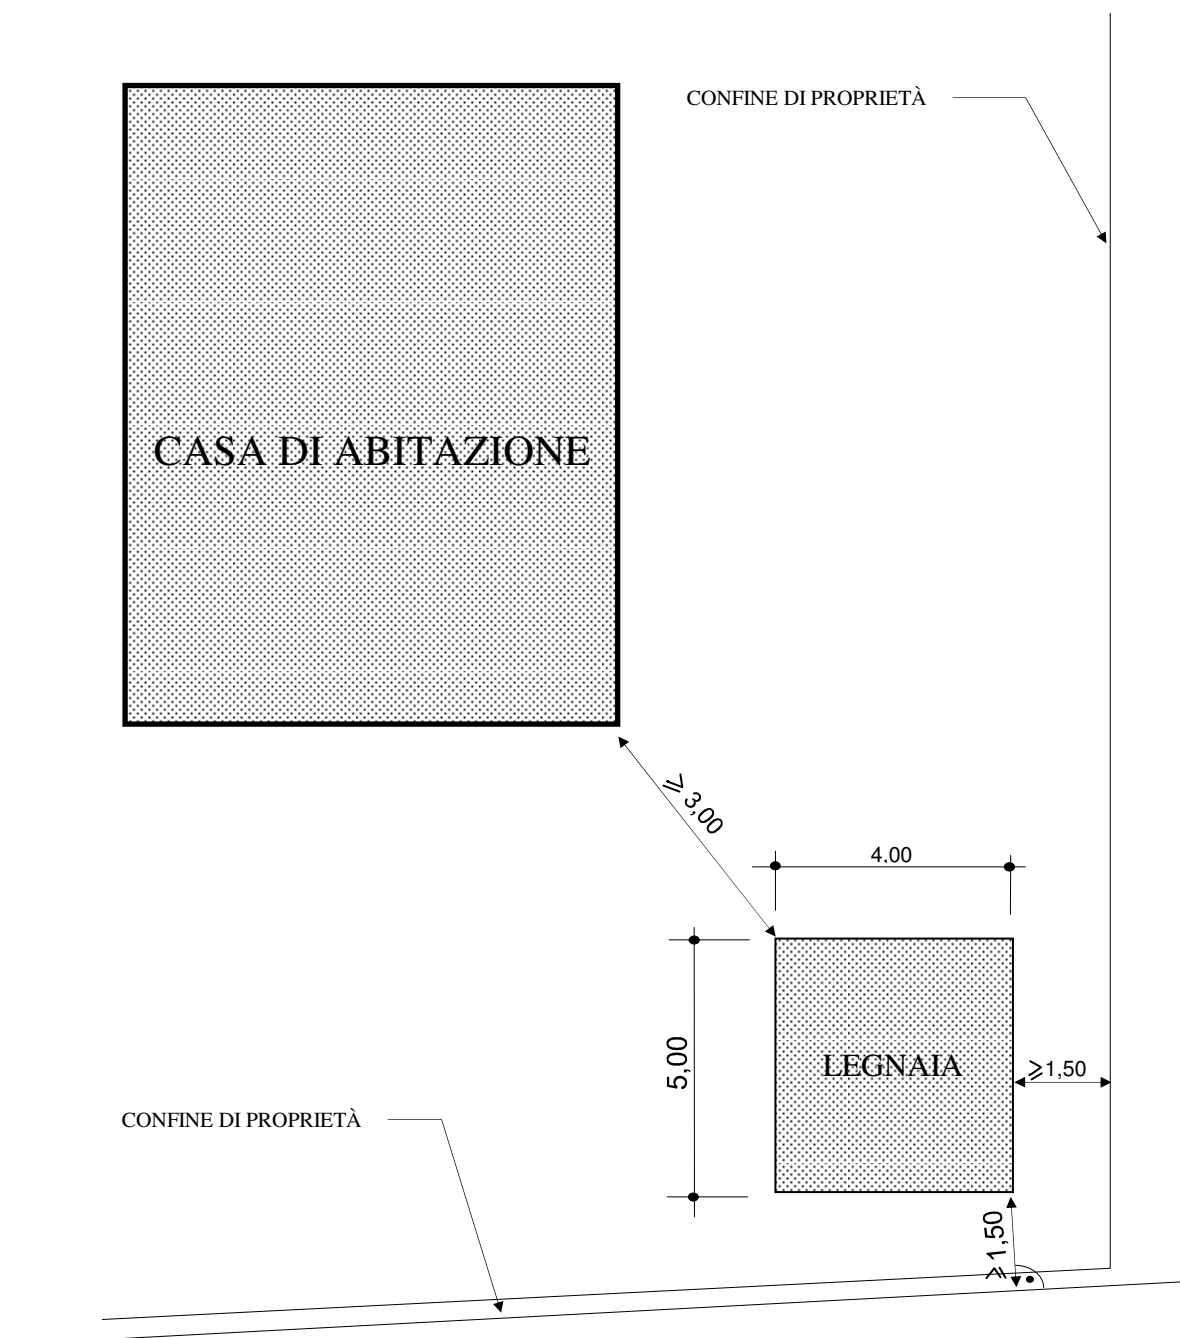 CONFINE DI PROPRIETÀ
CASA DI ABITAZIONE
⩾ 3,00
4,00
5,00
LEGNAIA
⩾1,50
CONFINE DI PROPRIETÀ
⩾1,50